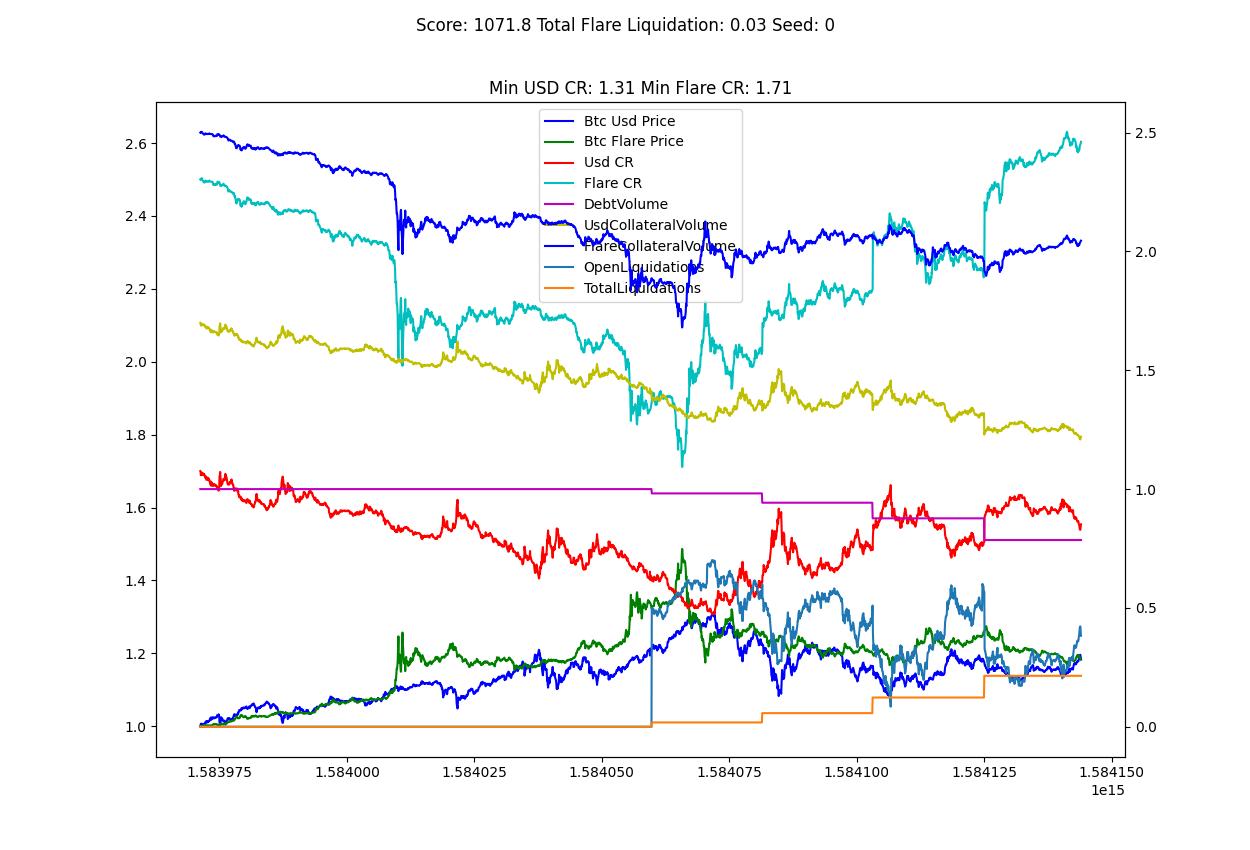 Score: 1071.8 Total Flare Liquidation: 0.03 Seed: 0
Min USD CR: 1.31 Min Flare CR: 1.71
Btc Usd Price
Btc Flare Price
Usd CR
Flare CR
DebtVolume
UsdCollateralVolume
FlareCollateralVolume
OpenLiquidations
TotalLiquidations
2.6
2.4
2.2
2.0
1.8
1.6
1.4
1.2
1.0
2.5
2.0
1.5
1.0
0.5
0.0
1.583975 1.584000 1.584025 1.584050 1.584075 1.584100 1.584125 1.584150
1e15